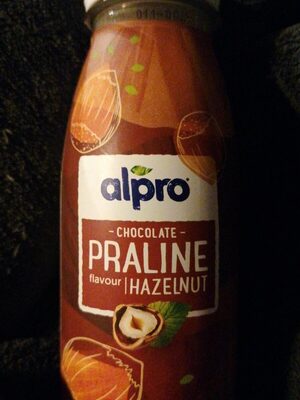 alpro
- CHOCOLATE -
PRALINE
flavour | HAZELNUT